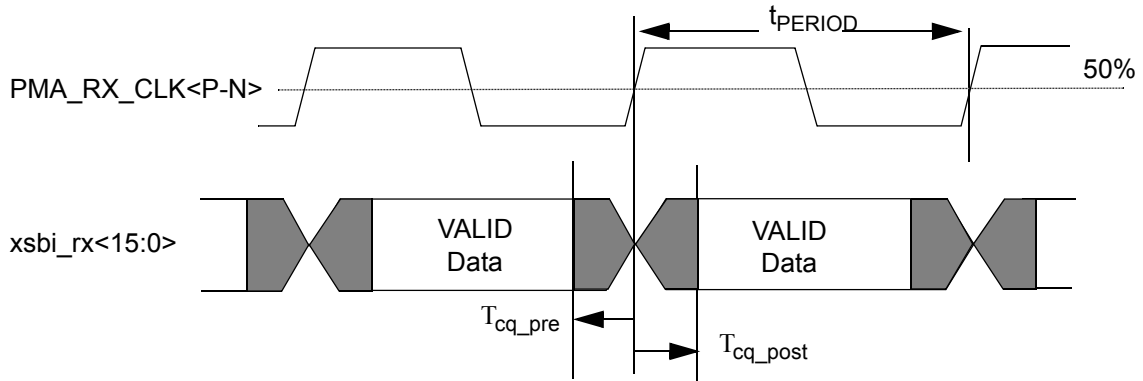 tPERIOD
PMA_RX_CLK<P-N>
50%
xsbi_rx<15:0>
VALID
Data
VALID
Data
Tcq_pre
Tcq_post